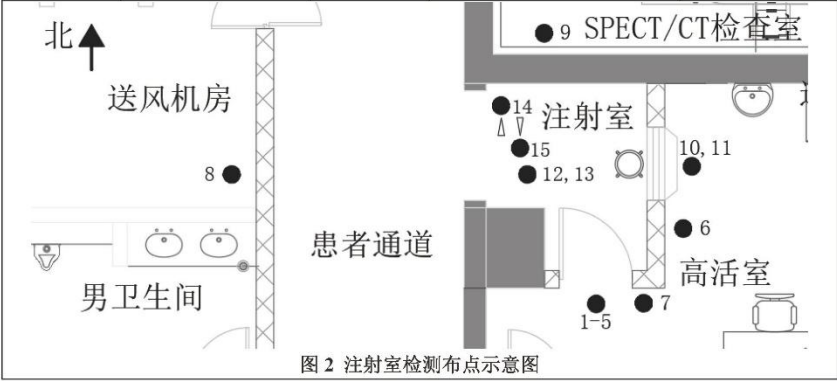 北
9 SPECT/CT检查室
送风机房
14
注射室
15
10,11
8
12,13
6
患者通道
高活室
男卫生间
7
1-5
图 2 注射室检测布点示意图